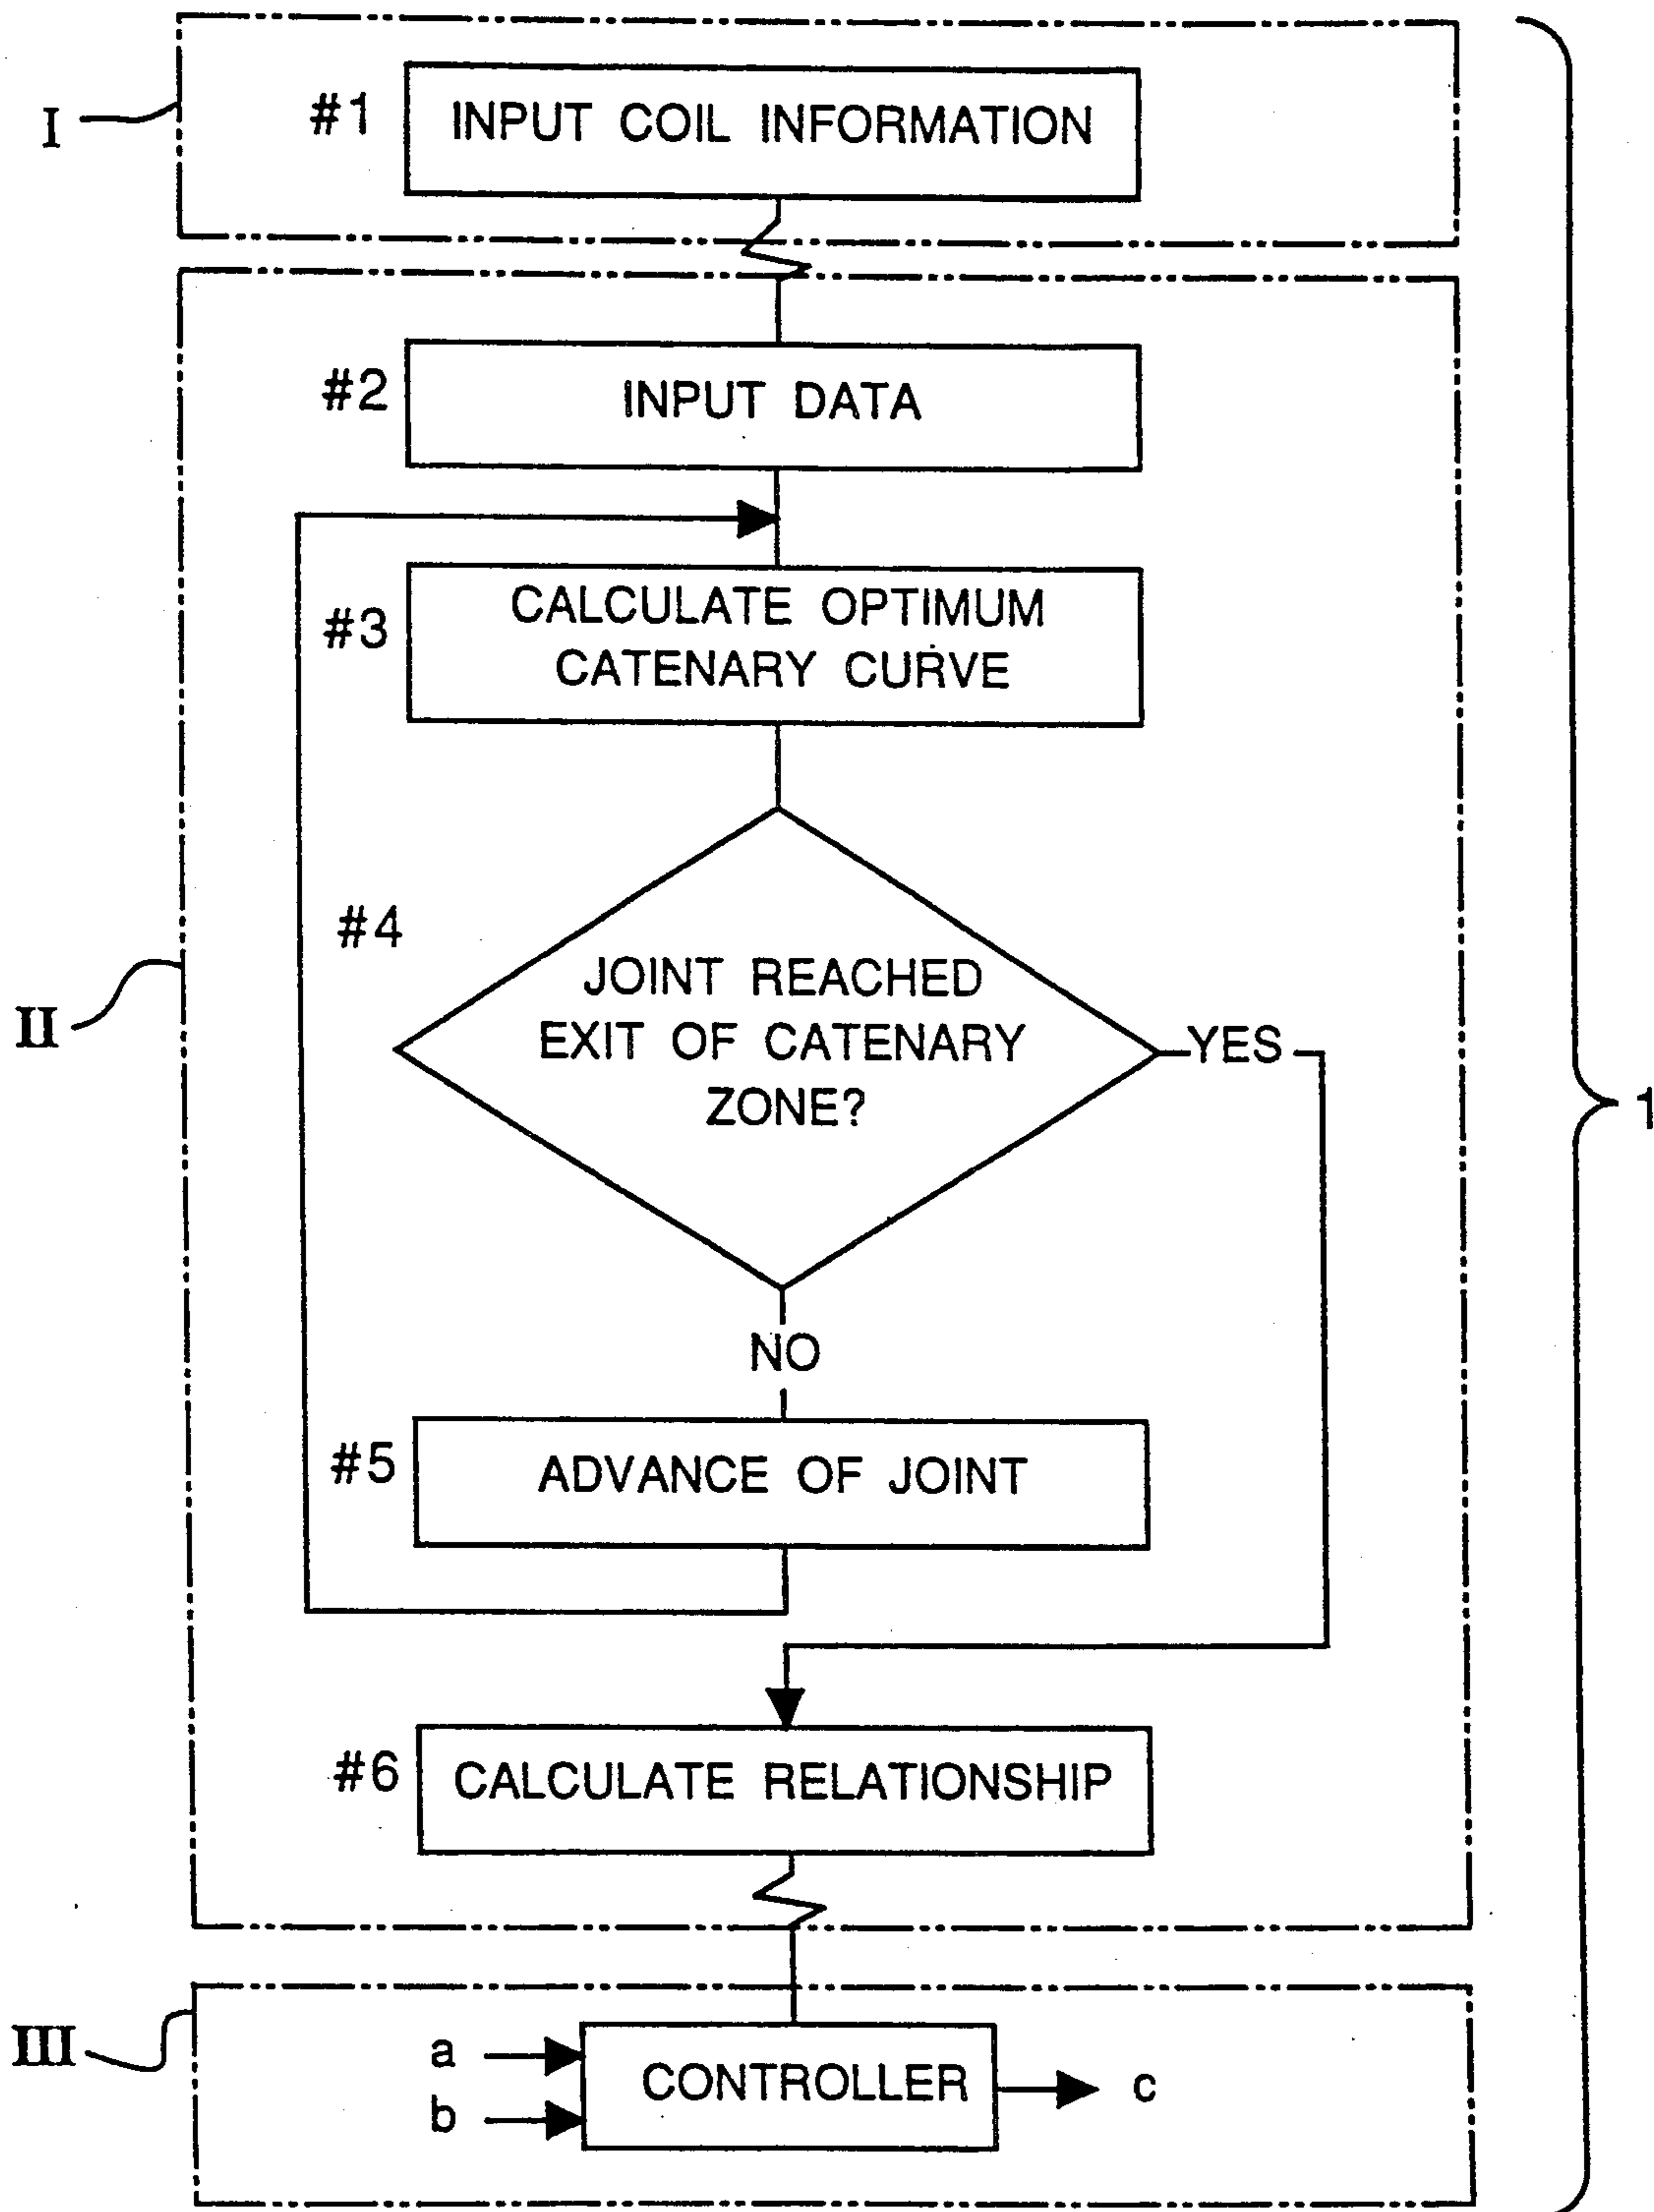 I
#1
INPUT COIL INFORMATION
#2
INPUT DATA
#3
CALCULATE OPTIMUM
CATENARY CURVE
#4
JOINT REACHED
EXIT OF CATENARY
ZONE?
YES
II
1
NO
#5
ADVANCE OF JOINT
#6
CALCULATE RELATIONSHIP
III
a
b
CONTROLLER
c